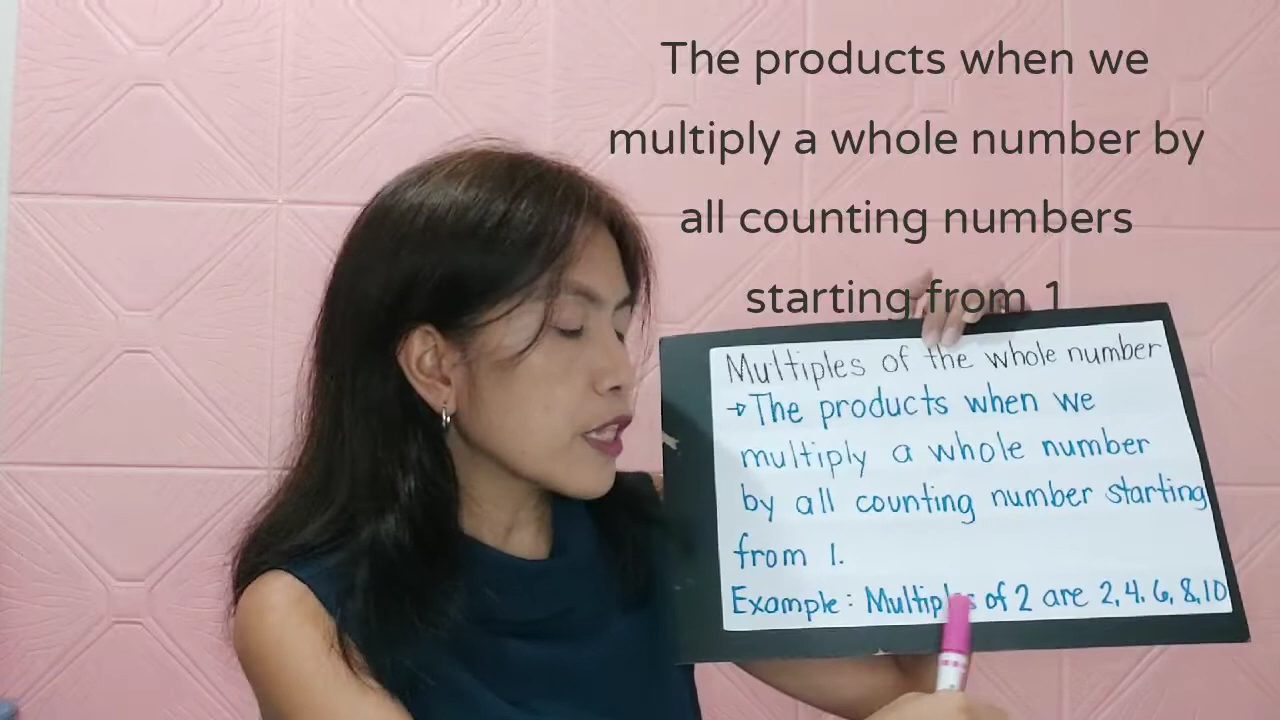 The products when we
multiply a whole number by
all counting numbers
starting from 1
Multiples of the whole number
→The products when we
multiply a whole number
by all counting number starting
from 1.
Example: Multiples of 2 are 2,4,6,8,10